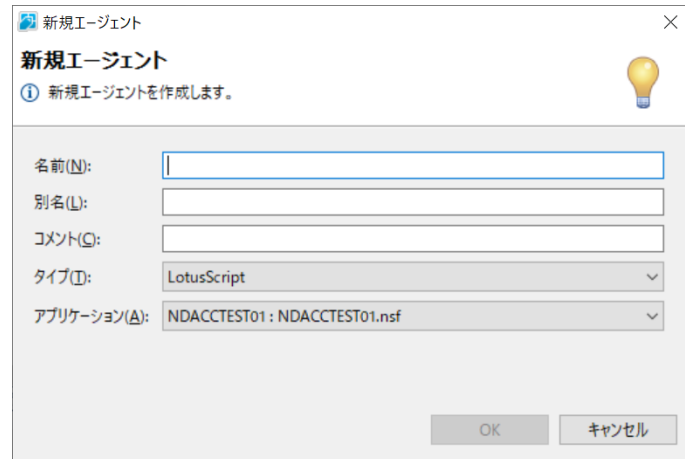 新規エージェント
新規エージェント
新規エージェントを作成します。
名前(N):
別名(L):
コメント(C):
タイプ(T): LotusScript
アプリケーション(A): NDACCTEST01 : NDACCTEST01.nsf
OK キャンセル